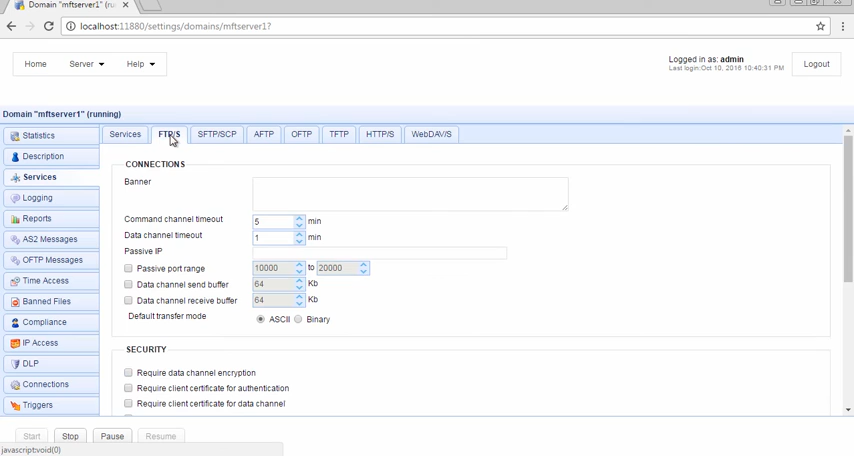 Domain "mftserver1" (ru
localhost:11880/settings/domains/mftserver1?
Home
Server
Help
Logged in as: admin
Last login:Oct 10, 2016 10:40:31 PM
Logout
Domain "mftserver1" (running)
Statistics
Description
Services
Logging
Reports
AS2 Messages
OFTP Messages
Time Access
Banned Files
Compliance
IP Access
DLP
Connections
Triggers
Services
FTP/S
SFTP/SCP
AFTP
OFTP
TFTP
HTTP/S
WebDAV/S
CONNECTIONS
Banner
Command channel timeout
5 min
Data channel timeout
1 min
Passive IP
Passive port range
10000 to 20000
Data channel send buffer
64 Kb
Data channel receive buffer
64 Kb
Default transfer mode
ASCII
Binary
SECURITY
Require data channel encryption
Require client certificate for authentication
Require client certificate for data channel
Start
Stop
Pause
Resume
javascript:void(0)